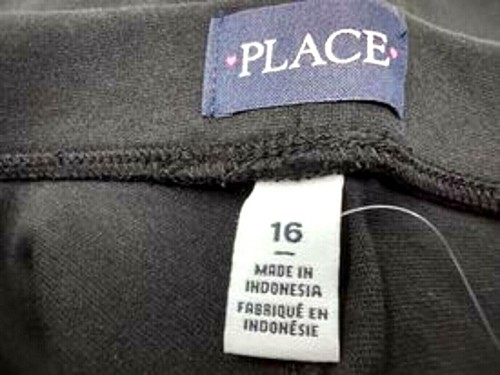 PLACE
16
MADE IN
INDONESIA
FABRIQUÉ EN
INDONÉSIE